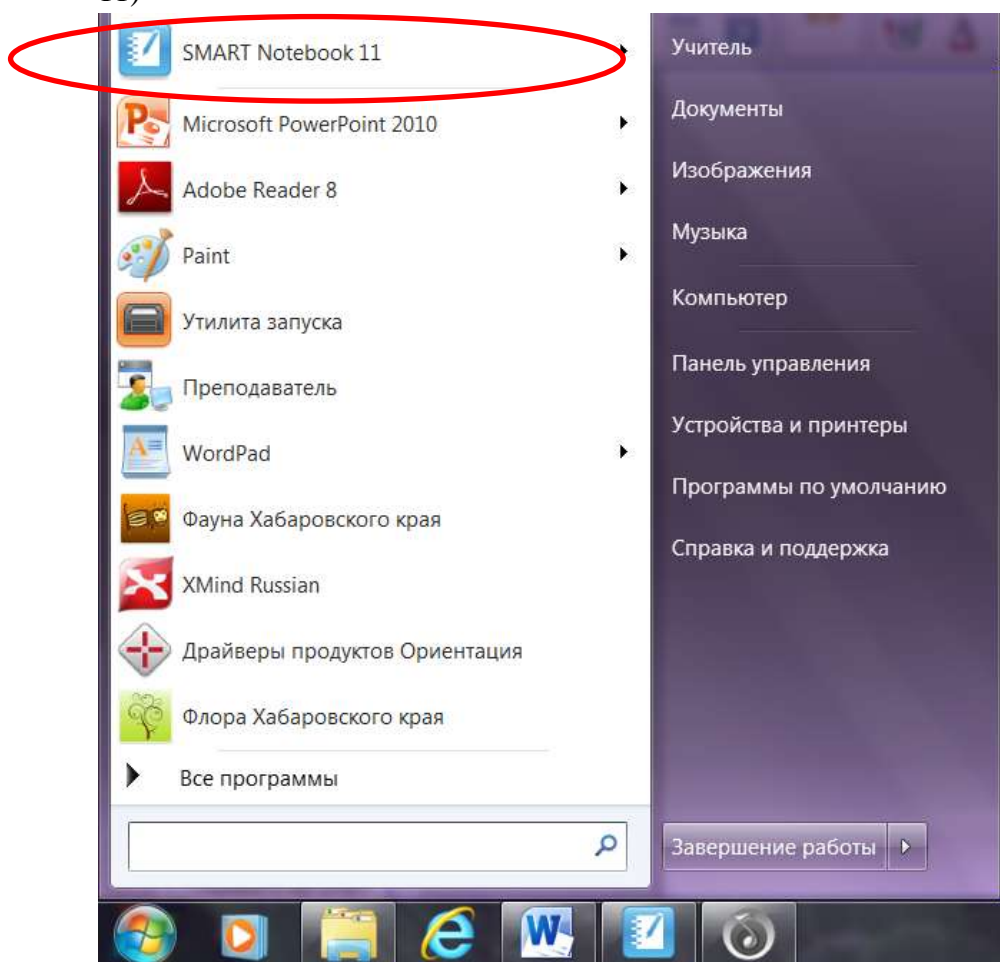 11)
SMART Notebook 11
Microsoft PowerPoint 2010
Adobe Reader 8
Paint
Утилита запуска
Преподаватель
WordPad
Фауна Хабаровского края
XMind Russian
Драйверы продуктов Ориентация
Флора Хабаровского края
Все программы
Учитель
Документы
Изображения
Музыка
Компьютер
Панель управления
Устройства и принтеры
Программы по умолчанию
Справка и поддержка
Завершение работы